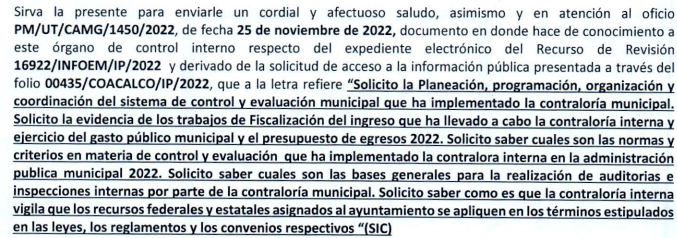 Sirva la presente para enviarle un cordial y afectuoso saludo, asimismo y en atención al oficio
PM/UT/CAMG/1450/2022, de fecha 25 de noviembre de 2022, documento en donde hace de conocimiento a
este órgano de control interno respecto del expediente electrónico del Recurso de Revisión
16922/INFOEM/IP/2022 y derivado de la solicitud de acceso a la información pública presentada a través del
folio 00435/COACALCO/IP/2022, que a la letra refiere "Solicito la Planeación, programación, organización y
coordinación del sistema de control y evaluación municipal que ha implementado la contraloría municipal.
Solicito la evidencia de los trabajos de Fiscalización del ingreso que ha llevado a cabo la contraloría interna y
ejercicio del gasto público municipal y el presupuesto de egresos 2022. Solicito saber cuales son las normas y
criterios en materia de control y evaluación que ha implementado la contralora interna en la administración
publica municipal 2022. Solicito saber cuales son las bases generales para la realización de auditorias e
inspecciones internas por parte de la contraloría municipal. Solicito saber como es que la contraloría interna
vigila que los recursos federales y estatales asignados al ayuntamiento se apliquen en los términos estipulados
en las leyes, los reglamentos y los convenios respectivos "(SIC)